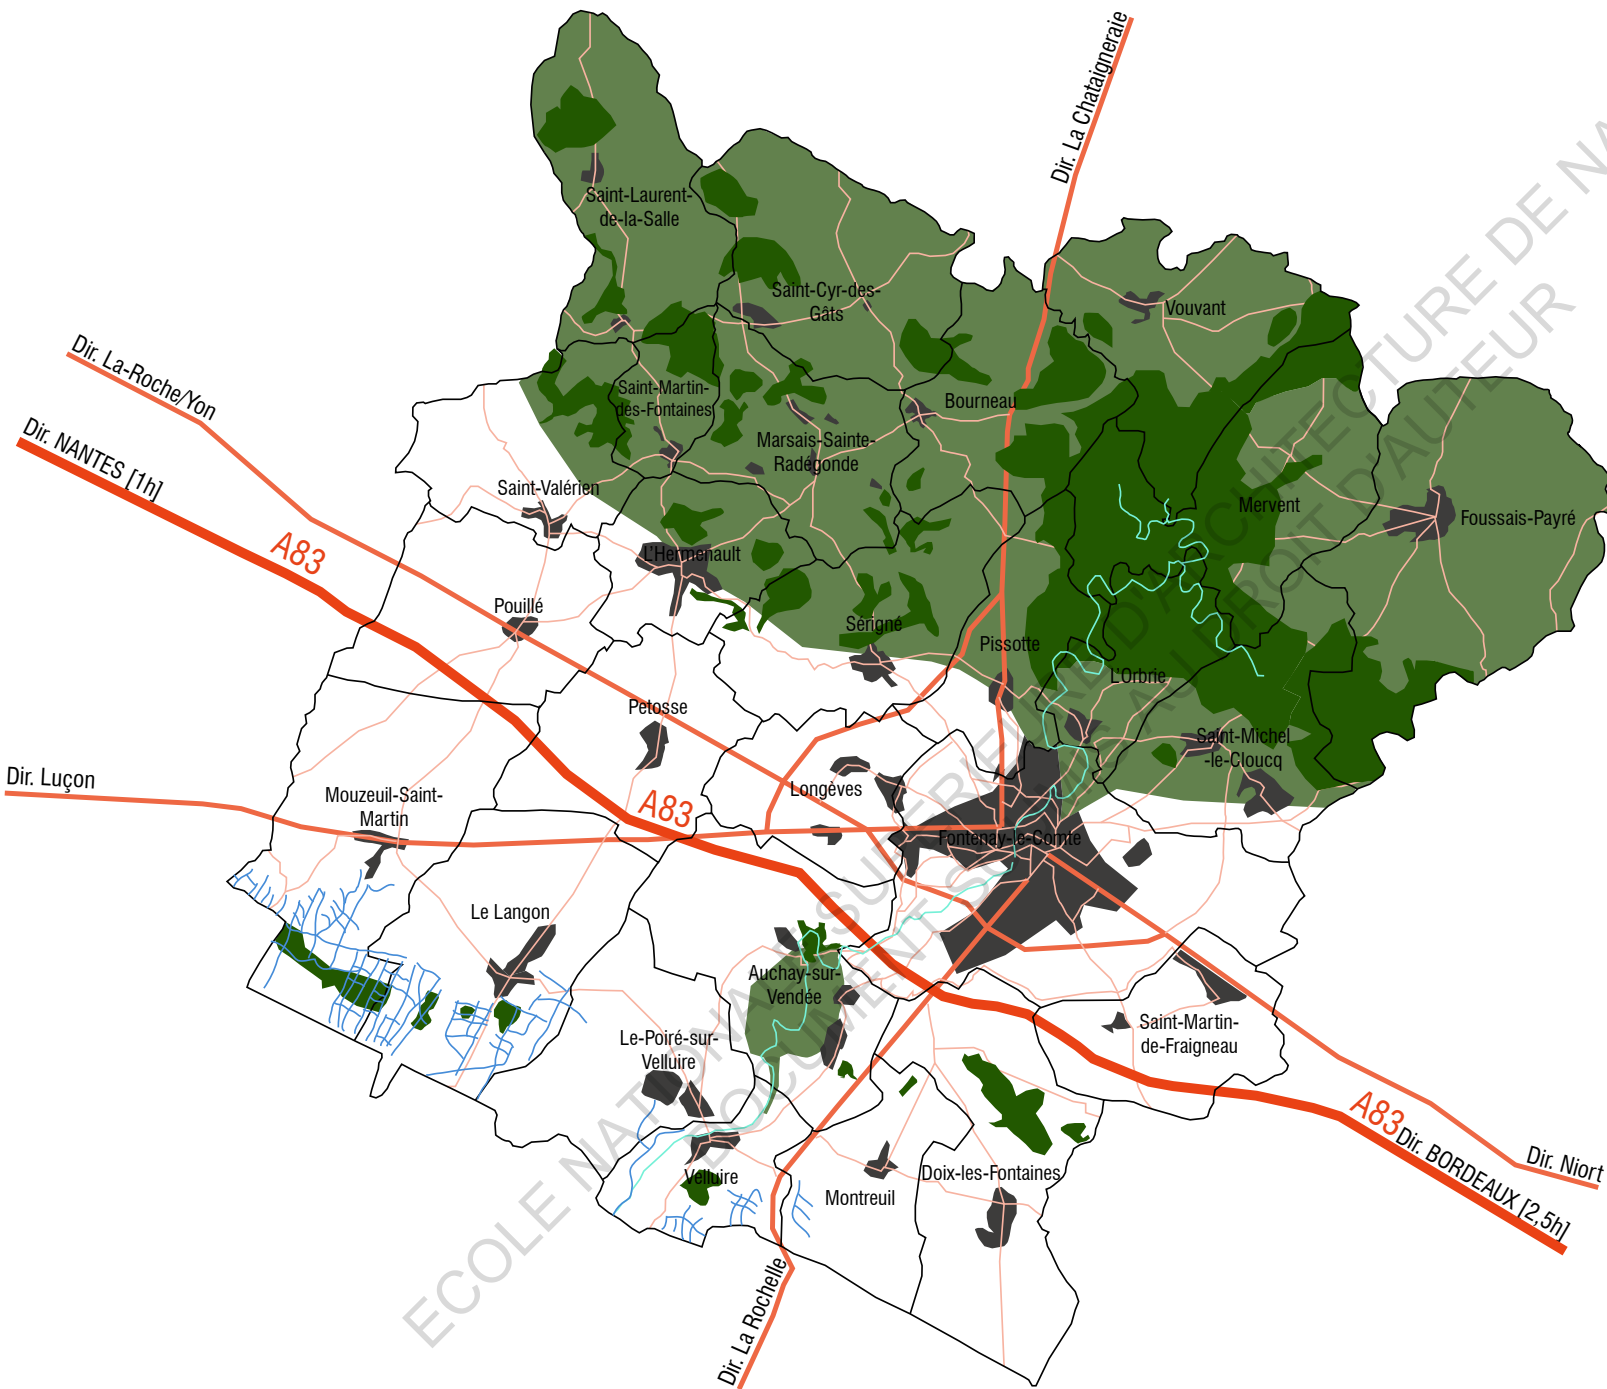 Dir. La Chataigneraie
Saint-Laurent-
de-la-Salle
Saint-Cyr-des-
Gâts
Vouvant
Dir. La-Roche/Yon
Saint-Martin-
des-Fontaines
Bourneau
Dir. NANTES [1h]
Marsais-Sainte-
Radégonde
Saint-Valérien
Mervent
Foussais-Payré
A83
L'Hermenault
Pouillé
Sérigné
Pissotte
L'Orbrie
Petosse
Saint-Michel
-le-Cloucq
Dir. Luçon
Longèves
Mouzeuil-Saint-
Martin
A83
Fontenay-le-Comte
Le Langon
Auchay-sur-
Vendée
Saint-Martin-
de-Fraigneau
Le-Poiré-sur-
Velluire
A83
Dir. BORDEAUX [2,5h]
Dir. Niort
Velluire
Doix-les-Fontaines
Montreuil
Dir. La Rochelle
ECOLE NATIONALE SUPERIEURE D'ARCHITECTURE DE NA
DOCUMENT SOUMIS AU DROIT D'AUTEUR